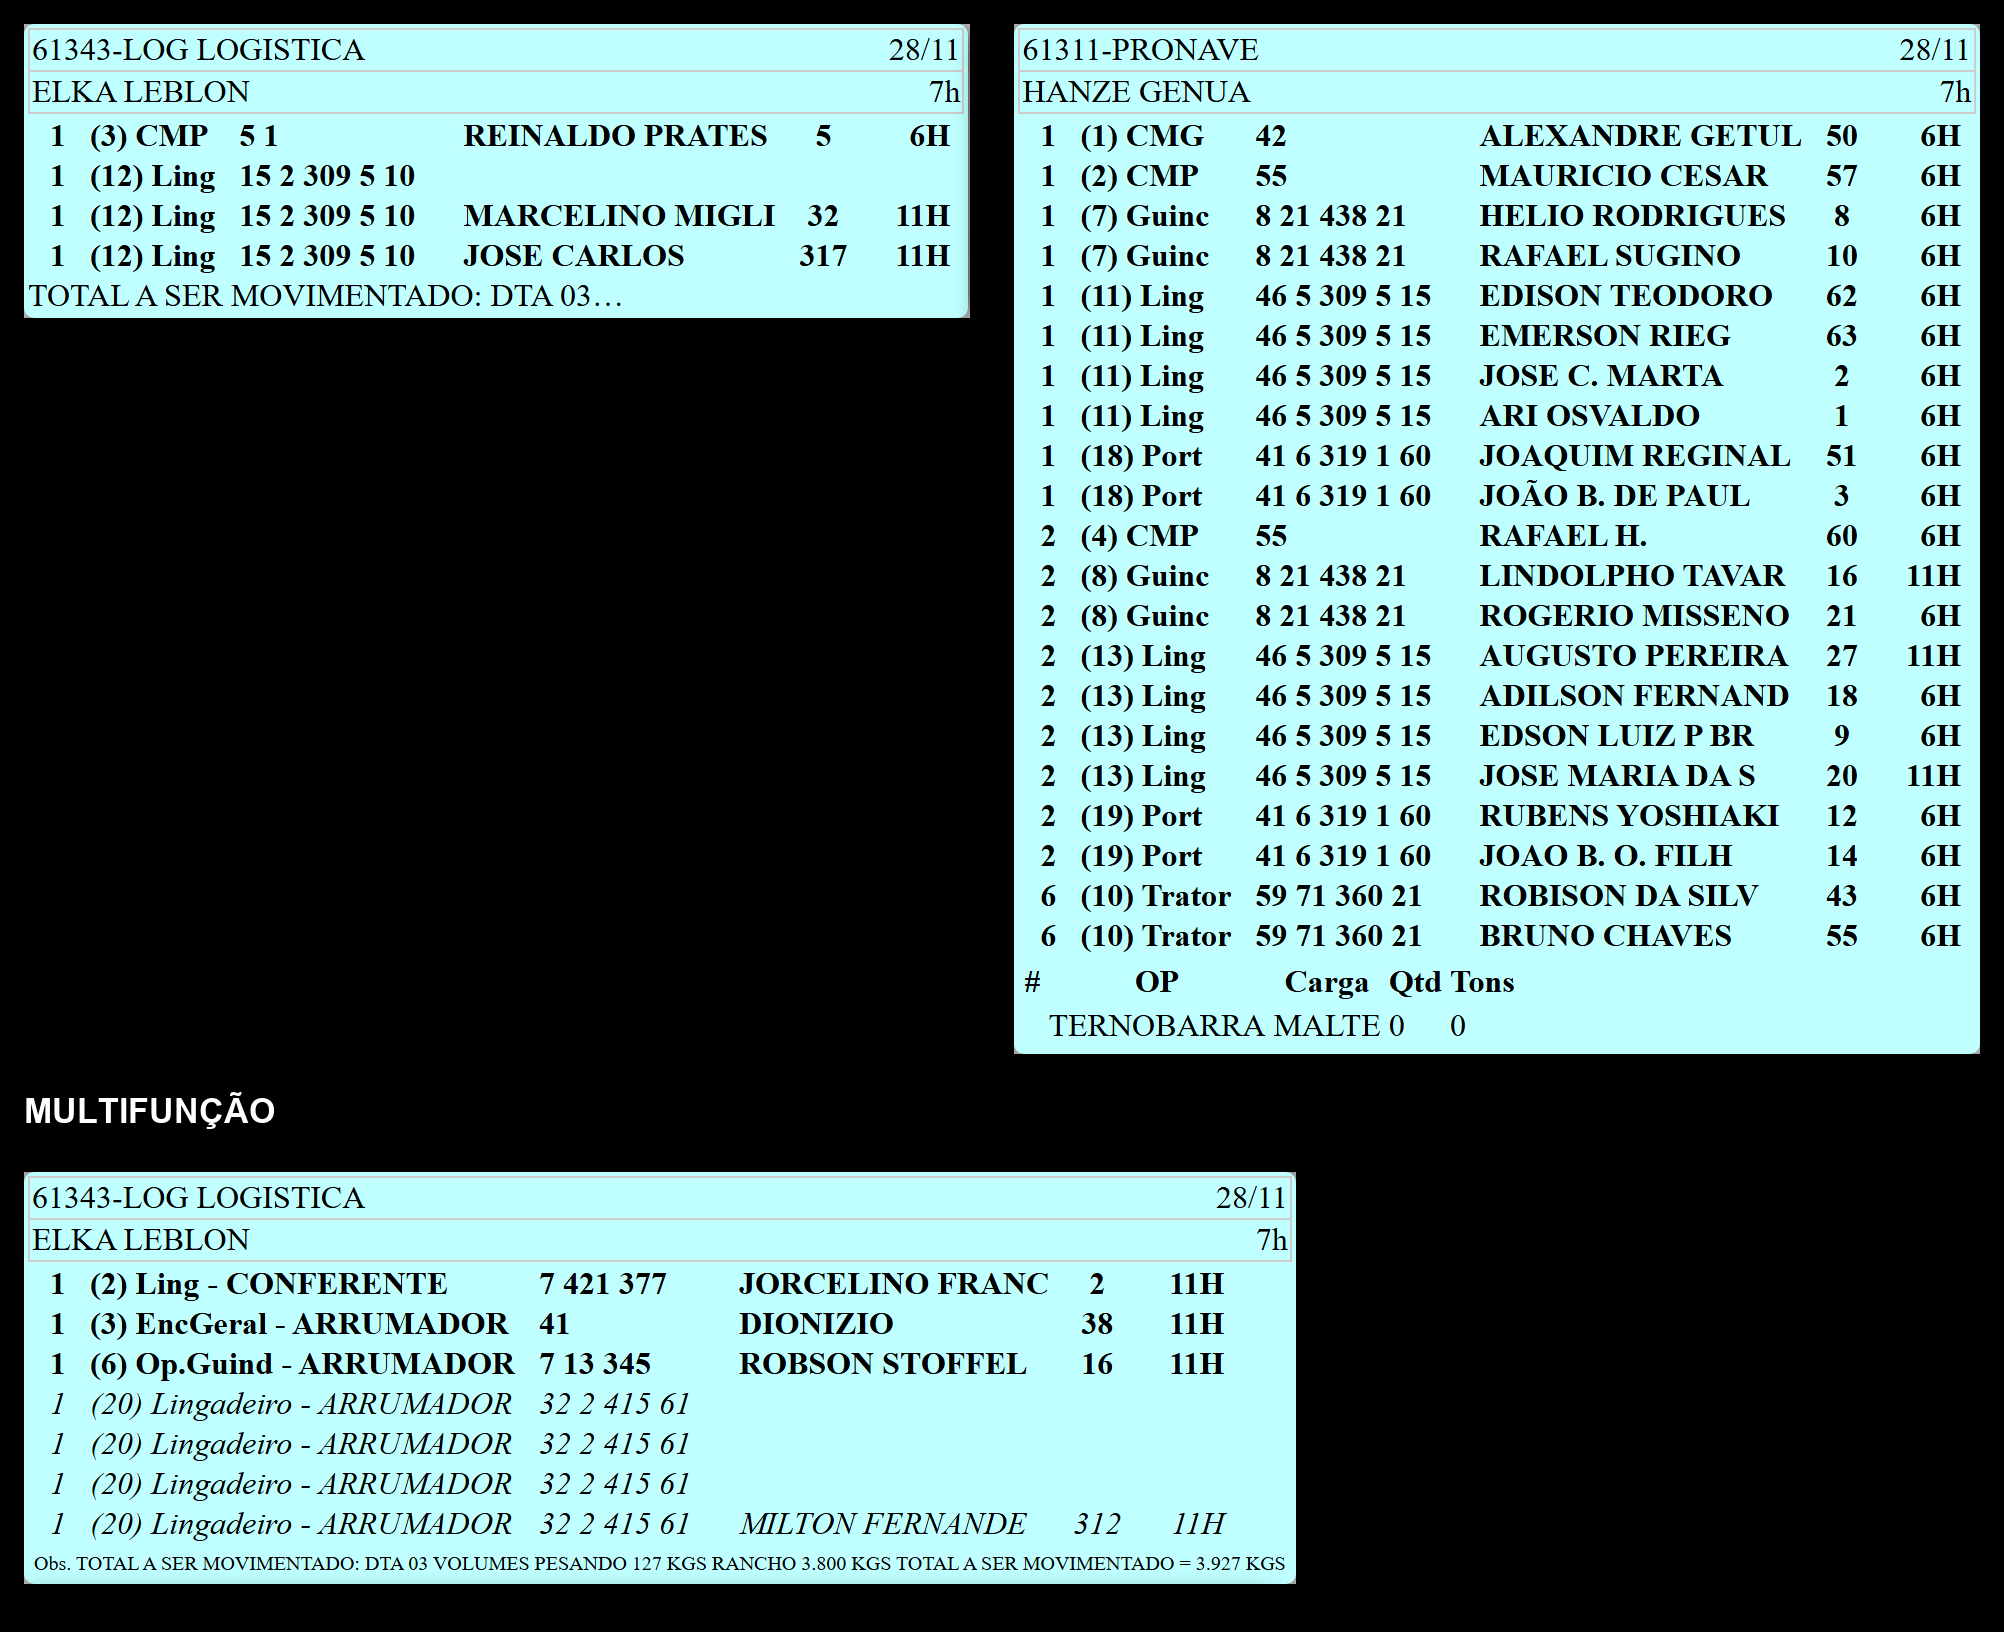 61343-LOG LOGISTICA 28/11
ELKA LEBLON 7h
1 (3) CMP 5 1 REINALDO PRATES 5 6H
1 (12) Ling 15 2 309 5 10
1 (12) Ling 15 2 309 5 10 MARCELINO MIGLI 32 11H
1 (12) Ling 15 2 309 5 10 JOSE CARLOS 317 11H
TOTAL A SER MOVIMENTADO: DTA 03…
61311-PRONAVE 28/11
HANZE GENUA 7h
1 (1) CMG 42 ALEXANDRE GETUL 50 6H
1 (2) CMP 55 MAURICIO CESAR 57 6H
1 (7) Guinc 8 21 438 21 HELIO RODRIGUES 8 6H
1 (7) Guinc 8 21 438 21 RAFAEL SUGINO 10 6H
1 (11) Ling 46 5 309 5 15 EDISON TEODORO 62 6H
1 (11) Ling 46 5 309 5 15 EMERSON RIEG 63 6H
1 (11) Ling 46 5 309 5 15 JOSE C. MARTA 2 6H
1 (11) Ling 46 5 309 5 15 ARI OSVALDO 1 6H
1 (18) Port 41 6 319 1 60 JOAQUIM REGINAL 51 6H
1 (18) Port 41 6 319 1 60 JOÃO B. DE PAUL 3 6H
2 (4) CMP 55 RAFAEL H. 60 6H
2 (8) Guinc 8 21 438 21 LINDOLPHO TAVAR 16 11H
2 (8) Guinc 8 21 438 21 ROGERIO MISSENO 21 6H
2 (13) Ling 46 5 309 5 15 AUGUSTO PEREIRA 27 11H
2 (13) Ling 46 5 309 5 15 ADILSON FERNAND 18 6H
2 (13) Ling 46 5 309 5 15 EDSON LUIZ P BR 9 6H
2 (13) Ling 46 5 309 5 15 JOSE MARIA DA S 20 11H
2 (19) Port 41 6 319 1 60 RUBENS YOSHIAKI 12 6H
2 (19) Port 41 6 319 1 60 JOAO B. O. FILH 14 6H
6 (10) Trator 59 71 360 21 ROBISON DA SILV 43 6H
6 (10) Trator 59 71 360 21 BRUNO CHAVES 55 6H
# OP Carga Qtd Tons
TERNOBARRA MALTE 0 0
MULTIFUNÇÃO
61343-LOG LOGISTICA 28/11
ELKA LEBLON 7h
1 (2) Ling - CONFERENTE 7 421 377 JORCELINO FRANC 2 11H
1 (3) EncGeral - ARRUMADOR 41 DIONIZIO 38 11H
1 (6) Op.Guind - ARRUMADOR 7 13 345 ROBSON STOFFEL 16 11H
1 (20) Lingadeiro - ARRUMADOR 32 2 415 61
1 (20) Lingadeiro - ARRUMADOR 32 2 415 61
1 (20) Lingadeiro - ARRUMADOR 32 2 415 61
1 (20) Lingadeiro - ARRUMADOR 32 2 415 61 MILTON FERNANDE 312 11H
Obs. TOTAL A SER MOVIMENTADO: DTA 03 VOLUMES PESANDO 127 KGS RANCHO 3.800 KGS TOTAL A SER MOVIMENTADO = 3.927 KGS